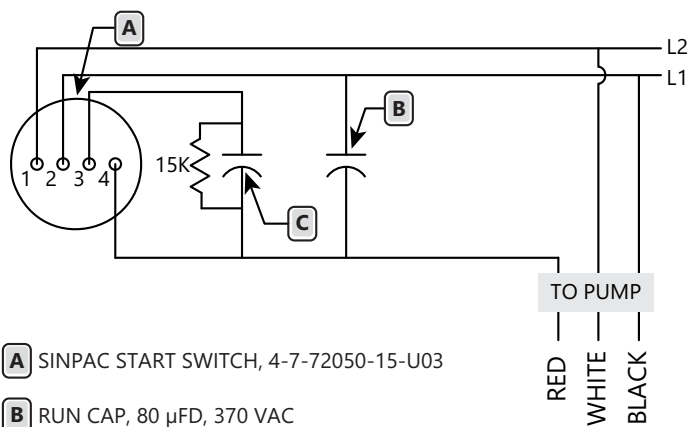 A
L2
L1
B
15K
1 2 3 4
C
TO PUMP
RED
WHITE
BLACK
A SINPAC START SWITCH, 4-7-72050-15-U03
B RUN CAP, 80 µFD, 370 VAC